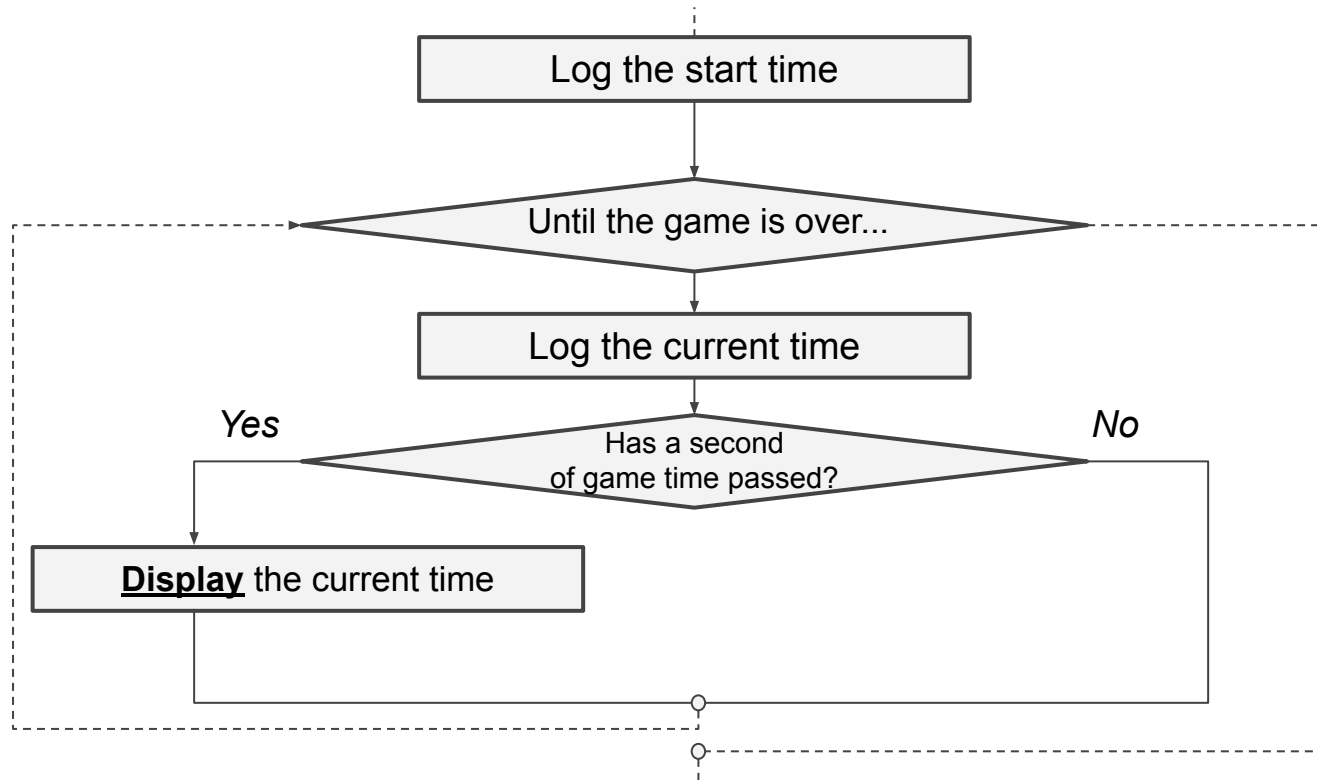 Log the start time
Until the game is over...
Log the current time
Yes
No
Has a second
of game time passed?
Display the current time